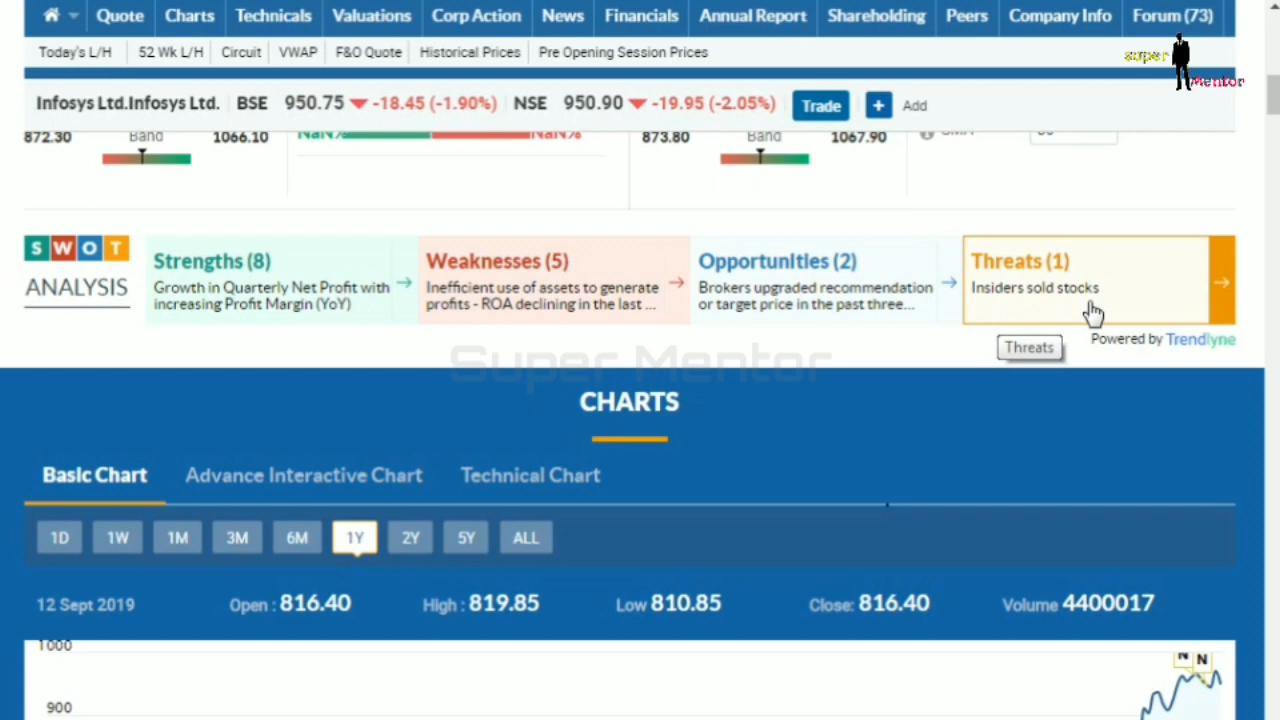 Quote Charts Technicals Valuations Corp Action News Financials Annual Report Shareholding Peers Company Info Forum (73)
Today's L/H 52 Wk L/H Circuit VWAP F&O Quote Historical Prices Pre Opening Session Prices
super
Mentor
Infosys Ltd.Infosys Ltd. BSE 950.75 -18.45 (-1.90%) NSE 950.90 -19.95 (-2.05%) Trade + Add
872.30 Band 1066.10 NaN% NaN% 873.80 Band 1067.90
SWOT
ANALYSIS
Strengths (8)
Growth in Quarterly Net Profit with
increasing Profit Margin (YoY)
Weaknesses (5)
Inefficient use of assets to generate
profits - ROA declining in the last ...
Opportunities (2)
Brokers upgraded recommendation
or target price in the past three...
Threats (1)
Insiders sold stocks
Threats
Powered by Trendlyne
Super Mentor
CHARTS
Basic Chart Advance Interactive Chart Technical Chart
1D 1W 1M 3M 6M 1Y 2Y 5Y ALL
12 Sept 2019 Open : 816.40 High : 819.85 Low 810.85 Close: 816.40 Volume 4400017
1000
N N
900